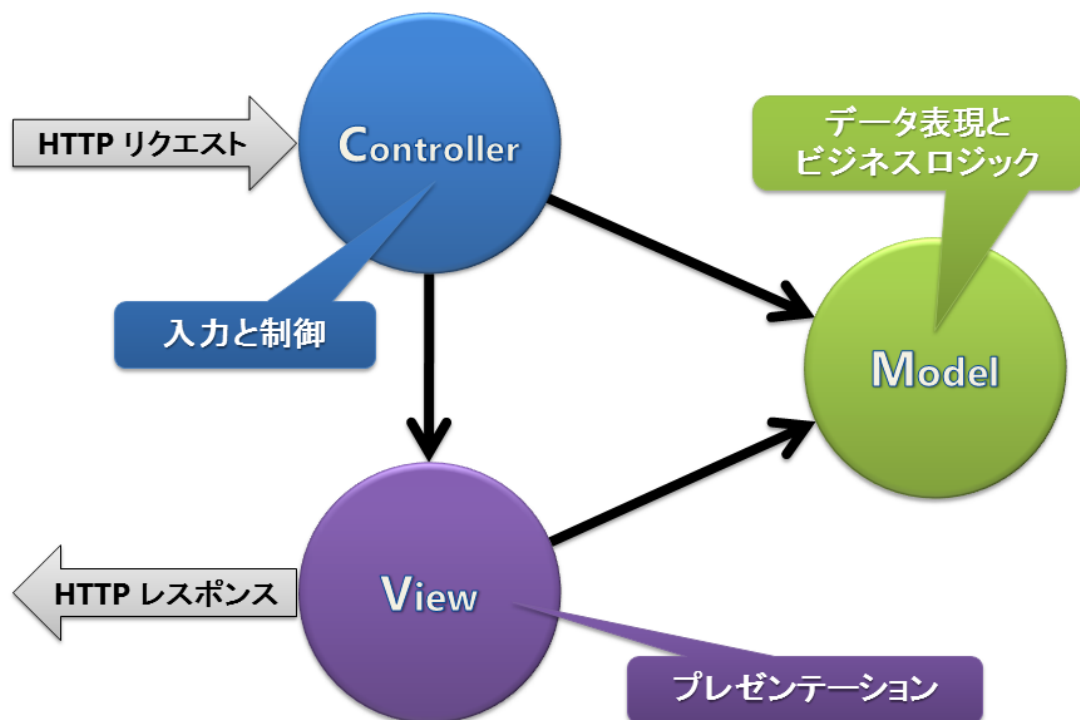 HTTP リクエスト
Controller
データ表現と
ビジネスロジック
入力と制御
Model
HTTP レスポンス
View
プレゼンテーション